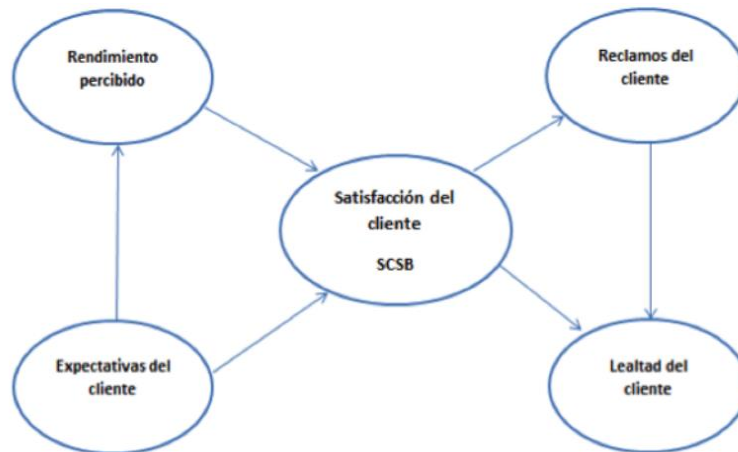 Rendimiento
percibido
Reclamos del
cliente
Satisfacción del
cliente
SCSB
Expectativas del
cliente
Lealtad del
cliente